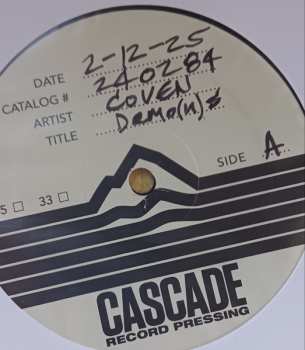 DATE 2-12-25
CATALOG # 240284
ARTIST COVEN
TITLE Demo(n)s
SIDE A
5 □ 33 □
CASCADE
RECORD PRESSING